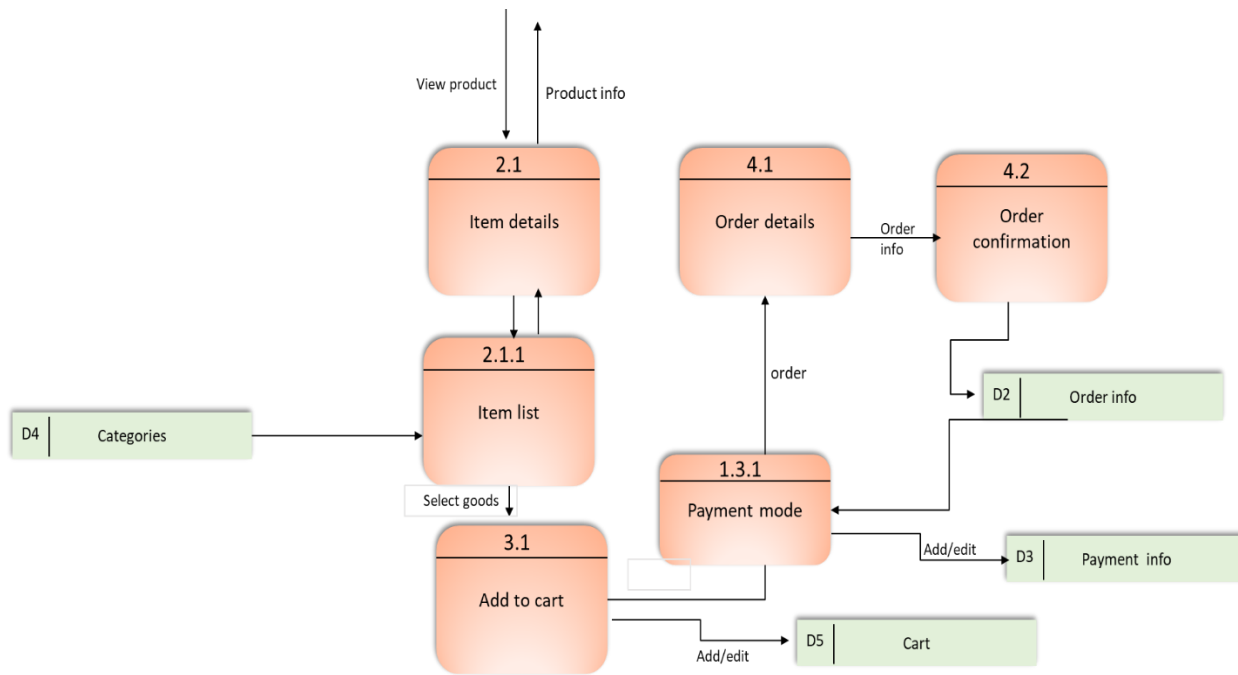 View product
Product info
2.1
Item details
4.1
Order details
4.2
Order
confirmation
Order
info
2.1.1
Item list
order
D2
Order info
D4
Categories
1.3.1
Payment mode
Select goods
3.1
Add to cart
Add/edit
D3
Payment info
Add/edit
D5
Cart